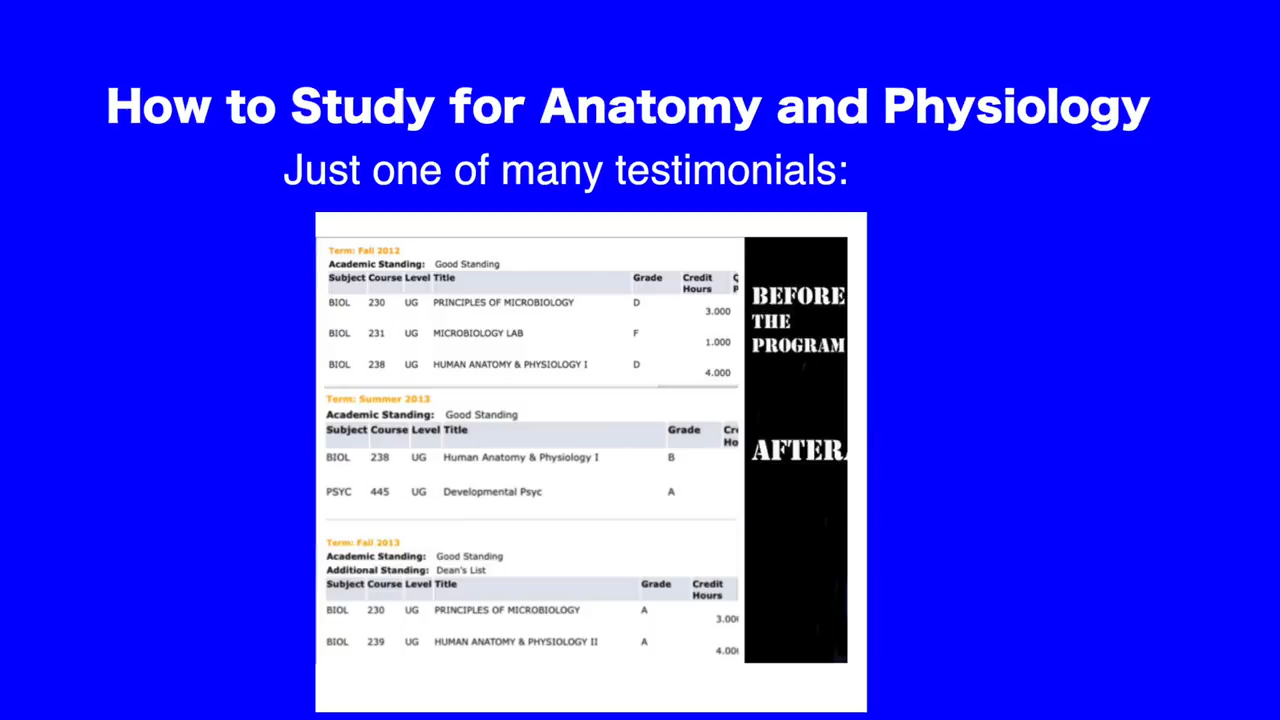 How to Study for Anatomy and Physiology
Just one of many testimonials:
Term: Fall 2012
Academic Standing: Good Standing
Subject Course Level Title Grade Credit Hours
BIOL 230 UG PRINCIPLES OF MICROBIOLOGY D 3.000
BIOL 231 UG MICROBIOLOGY LAB F 1.000
BIOL 238 UG HUMAN ANATOMY & PHYSIOLOGY I D 4.000
BEFORE
THE
PROGRAM
Term: Summer 2013
Academic Standing: Good Standing
Subject Course Level Title Grade
BIOL 238 UG Human Anatomy & Physiology I B
PSYC 445 UG Developmental Psyc A
AFTER
Term: Fall 2013
Academic Standing: Good Standing
Additional Standing: Dean's List
Subject Course Level Title Grade Credit Hours
BIOL 230 UG PRINCIPLES OF MICROBIOLOGY A 3.00
BIOL 239 UG HUMAN ANATOMY & PHYSIOLOGY II A 4.00